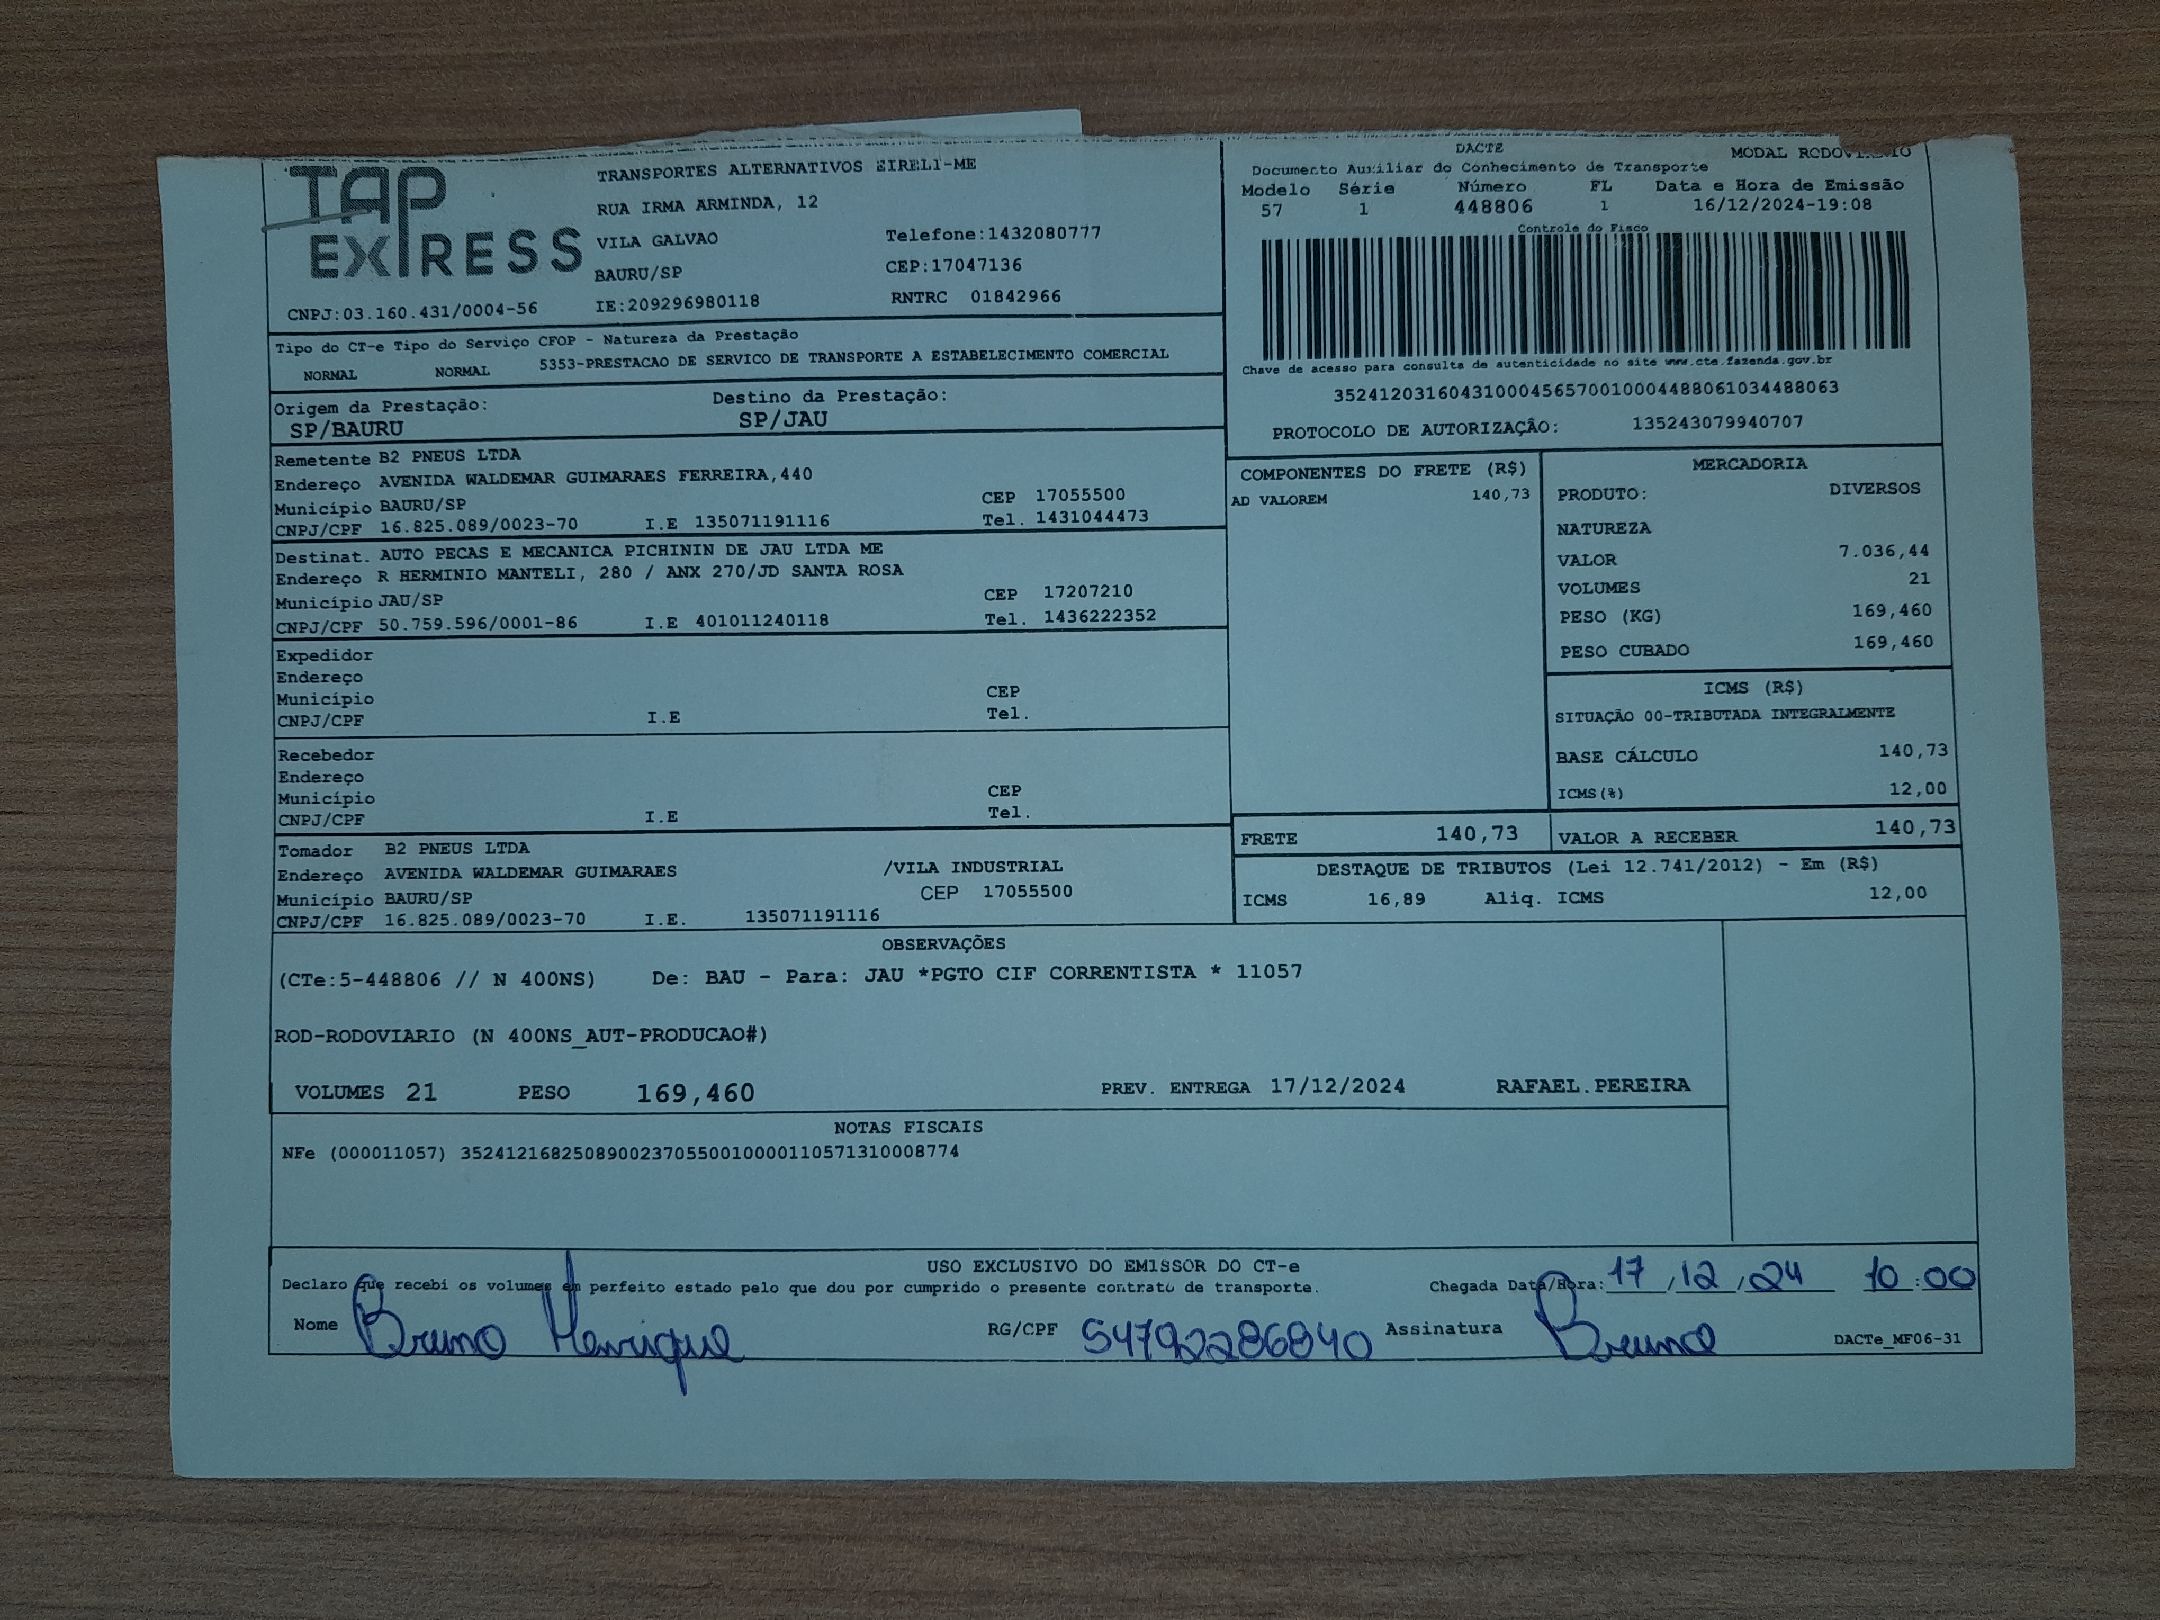 TAP
EXPRESS
CNPJ:03.160.431/0004-56
TRANSPORTES ALTERNATIVOS EIRELI-ME
RUA IRMA ARMINDA, 12
VILA GALVAO Telefone:1432080777
BAURU/SP CEP:17047136
IE:209296980118 RNTRC 01842966
DACTE MODAL
Documento Auxiliar do Conhecimento de Transporte
Modelo Série Número FL Data e Hora de Emissão
57 1 448806 1 16/12/2024-19:08
Controle do Fisco
Chave de acesso para consulta de autenticidade no site www.cte.fazenda.gov.br
35241203160431000456570010004488061034488063
PROTOCOLO DE AUTORIZAÇÃO: 135243079940707
Tipo do CT-e Tipo do Serviço CFOP - Natureza da Prestação
NORMAL NORMAL 5353-PRESTACAO DE SERVICO DE TRANSPORTE A ESTABELECIMENTO COMERCIAL
Origem da Prestação: Destino da Prestação:
SP/BAURU SP/JAU
Remetente B2 PNEUS LTDA
Endereço AVENIDA WALDEMAR GUIMARAES FERREIRA,440
Município BAURU/SP CEP 17055500
CNPJ/CPF 16.825.089/0023-70 I.E 135071191116 Tel. 1431044473
Destinat. AUTO PECAS E MECANICA PICHININ DE JAU LTDA ME
Endereço R HERMINIO MANTELI, 280 / ANX 270/JD SANTA ROSA
Município JAU/SP CEP 17207210
CNPJ/CPF 50.759.596/0001-86 I.E 401011240118 Tel. 1436222352
Expedidor
Endereço
Município CEP
CNPJ/CPF I.E Tel.
Recebedor
Endereço
Município CEP
CNPJ/CPF I.E Tel.
Tomador B2 PNEUS LTDA
Endereço AVENIDA WALDEMAR GUIMARAES /VILA INDUSTRIAL
Município BAURU/SP CEP 17055500
CNPJ/CPF 16.825.089/0023-70 I.E. 135071191116
COMPONENTES DO FRETE (R$)
AD VALOREM 140,73
MERCADORIA
PRODUTO: DIVERSOS
NATUREZA
VALOR 7.036,44
VOLUMES 21
PESO (KG) 169,460
PESO CUBADO 169,460
ICMS (R$)
SITUAÇÃO 00-TRIBUTADA INTEGRALMENTE
BASE CÁLCULO 140,73
ICMS(%) 12,00
FRETE 140,73 VALOR A RECEBER 140,73
DESTAQUE DE TRIBUTOS (Lei 12.741/2012) - Em (R$)
ICMS 16,89 Aliq. ICMS 12,00
OBSERVAÇÕES
(CTe:5-448806 // N 400NS) De: BAU - Para: JAU *PGTO CIF CORRENTISTA * 11057
ROD-RODOVIARIO (N 400NS_AUT-PRODUCAO#)
VOLUMES 21 PESO 169,460 PREV. ENTREGA 17/12/2024 RAFAEL.PEREIRA
NOTAS FISCAIS
NFe (000011057) 35241216825089002370550010000110571310008774
USO EXCLUSIVO DO EMISSOR DO CT-e
Declaro que recebi os volumes em perfeito estado pelo que dou por cumprido o presente contrato de transporte. Chegada Data/Hora: 17/12/24 10:00
Nome Bruno Henrique RG/CPF 54792286840 Assinatura Bruno DACTe_MF06-31